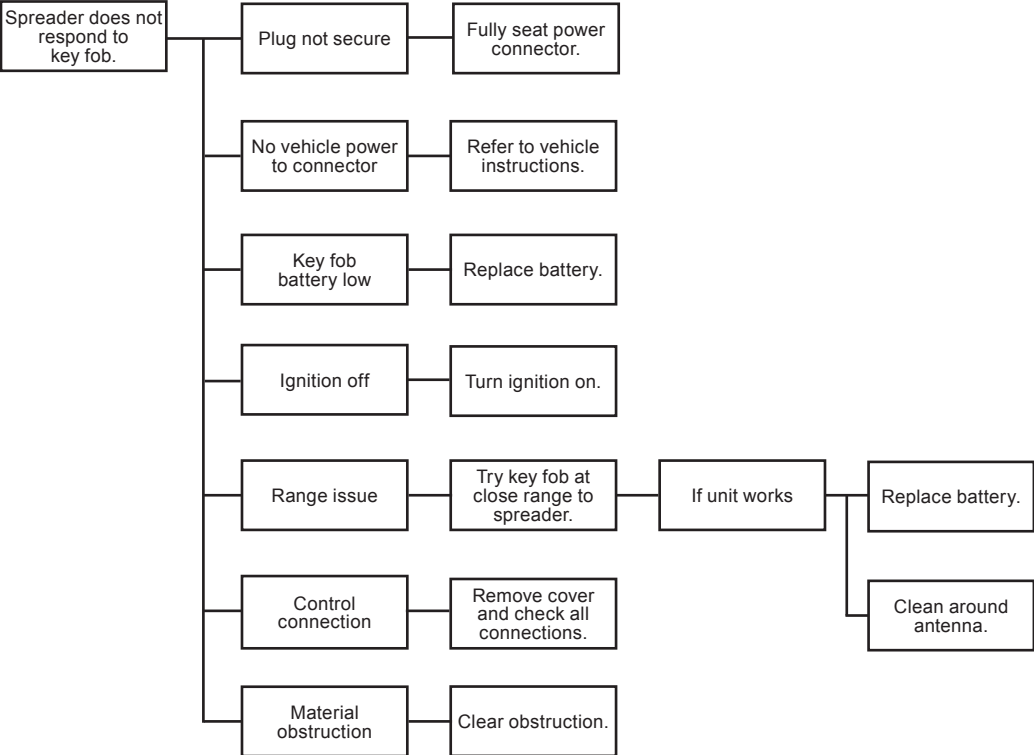 Spreader does not
respond to
key fob.
Plug not secure
Fully seat power
connector.
No vehicle power
to connector
Refer to vehicle
instructions.
Key fob
battery low
Replace battery.
Ignition off
Turn ignition on.
Range issue
Try key fob at
close range to
spreader.
If unit works
Replace battery.
Clean around
antenna.
Control
connection
Remove cover
and check all
connections.
Material
obstruction
Clear obstruction.